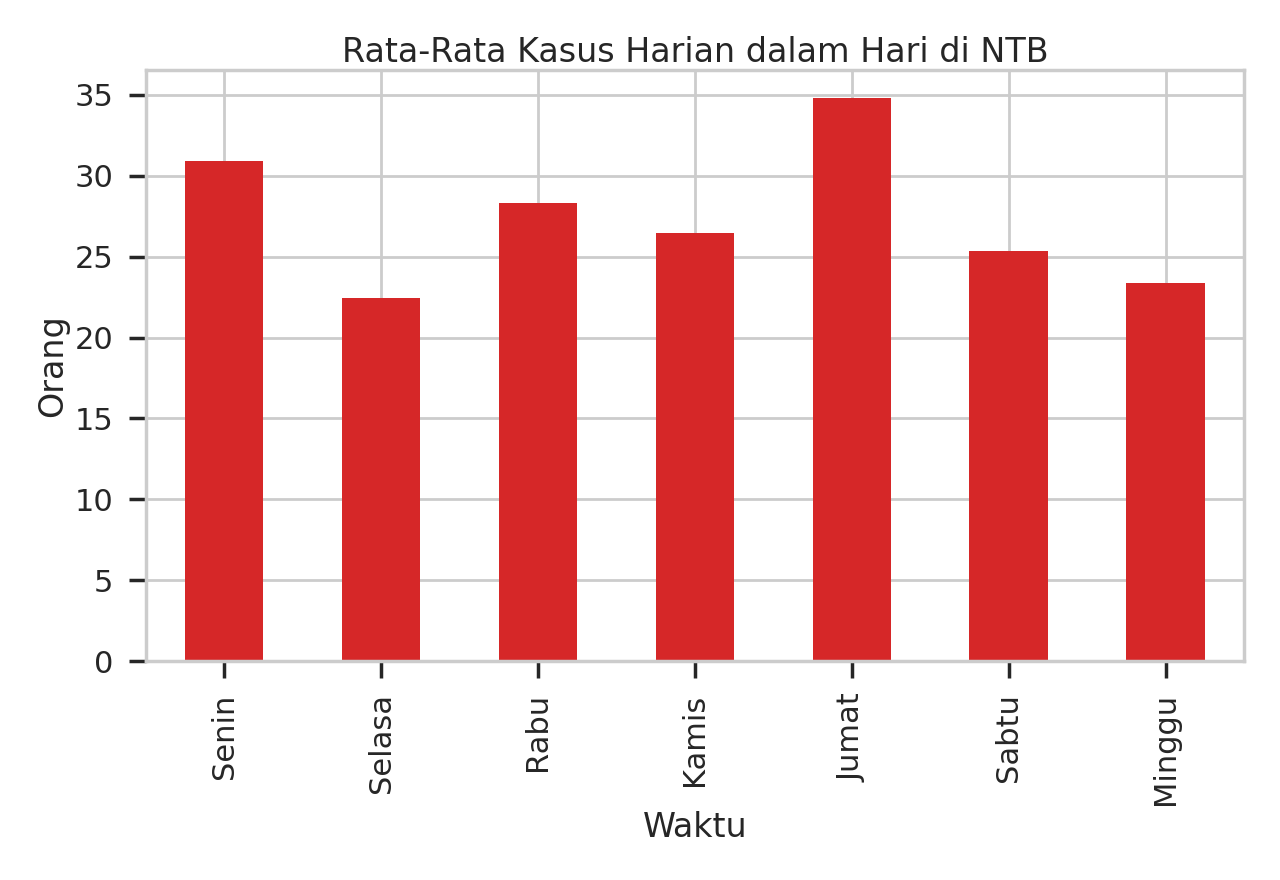 Rata-Rata Kasus Harian dalam Hari di NTB
35
30
25
20
15
10
5
0
Orang
Senin
Selasa
Rabu
Kamis
Jumat
Sabtu
Minggu
Waktu